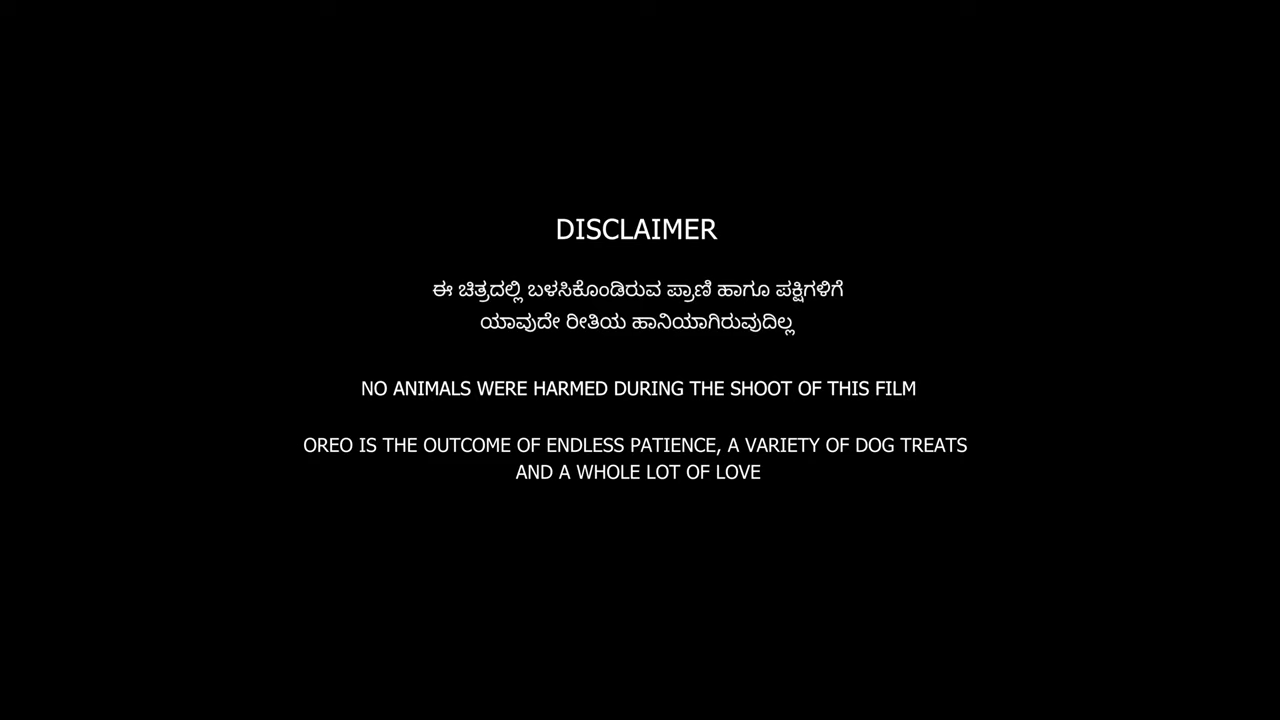 DISCLAIMER
ಈ ಚಿತ್ರದಲ್ಲಿ ಬಳಸಿಕೊಂಡಿರುವ ಪ್ರಾಣಿ ಹಾಗೂ ಪಕ್ಷಿಗಳಿಗೆ
ಯಾವುದೇ ರೀತಿಯ ಹಾನಿಯಾಗಿರುವುದಿಲ್ಲ
NO ANIMALS WERE HARMED DURING THE SHOOT OF THIS FILM
OREO IS THE OUTCOME OF ENDLESS PATIENCE, A VARIETY OF DOG TREATS
AND A WHOLE LOT OF LOVE